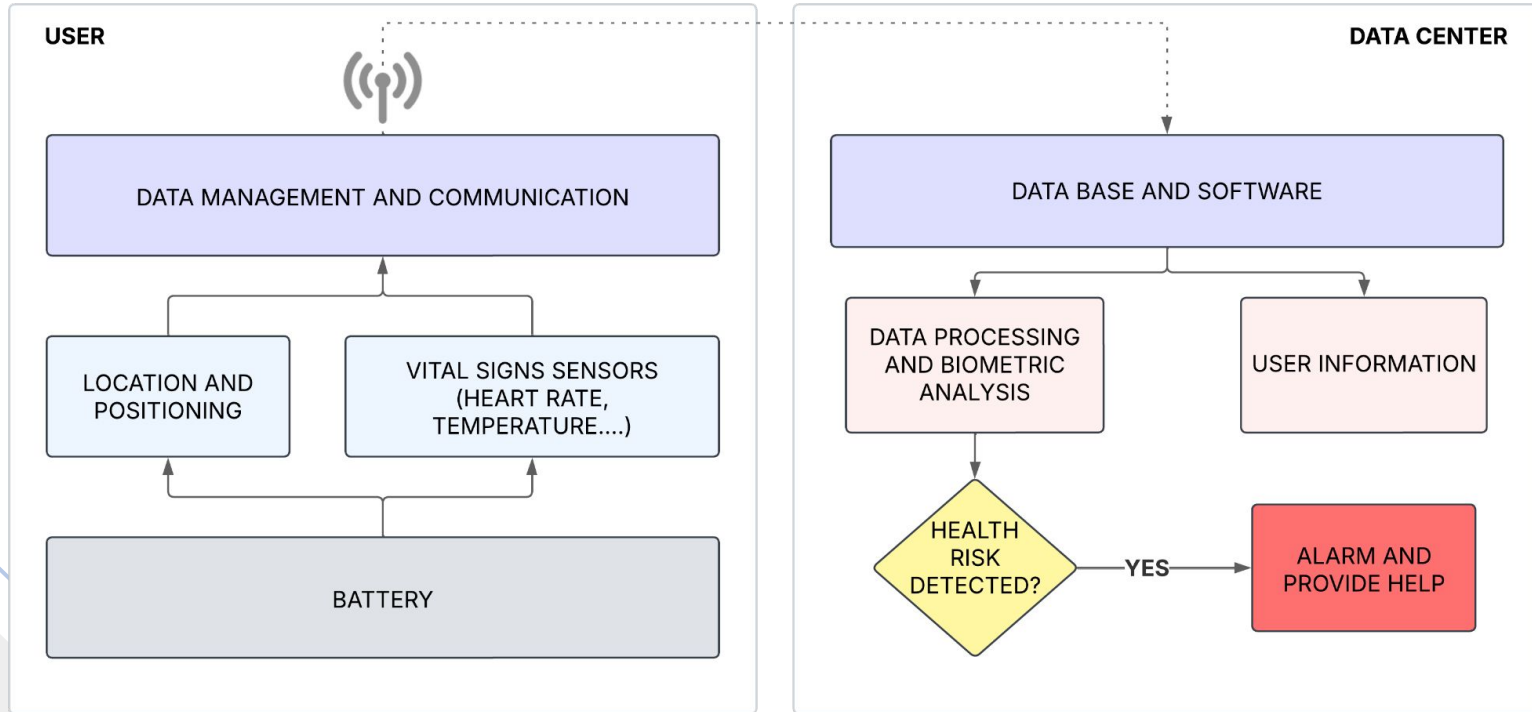 USER
DATA MANAGEMENT AND COMMUNICATION
LOCATION AND
POSITIONING
VITAL SIGNS SENSORS
(HEART RATE,
TEMPERATURE....)
BATTERY
DATA CENTER
DATA BASE AND SOFTWARE
DATA PROCESSING
AND BIOMETRIC
ANALYSIS
USER INFORMATION
HEALTH
RISK
DETECTED?
YES
ALARM AND
PROVIDE HELP